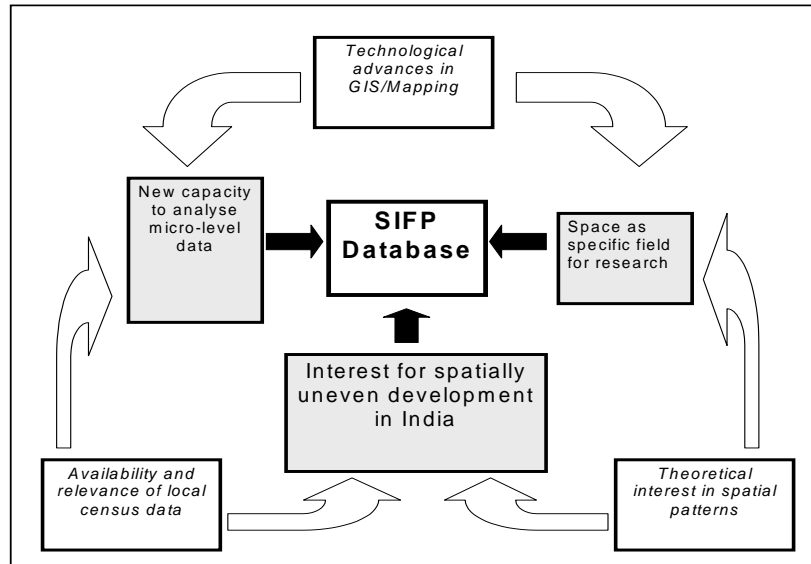 Technological
advances in
GIS/Mapping
New capacity
to analyse
micro-level
data
SIFP
Database
Space as
specific field
for research
Interest for spatially
uneven development
in India
Availability and
relevance of local
census data
Theoretical
interest in spatial
patterns